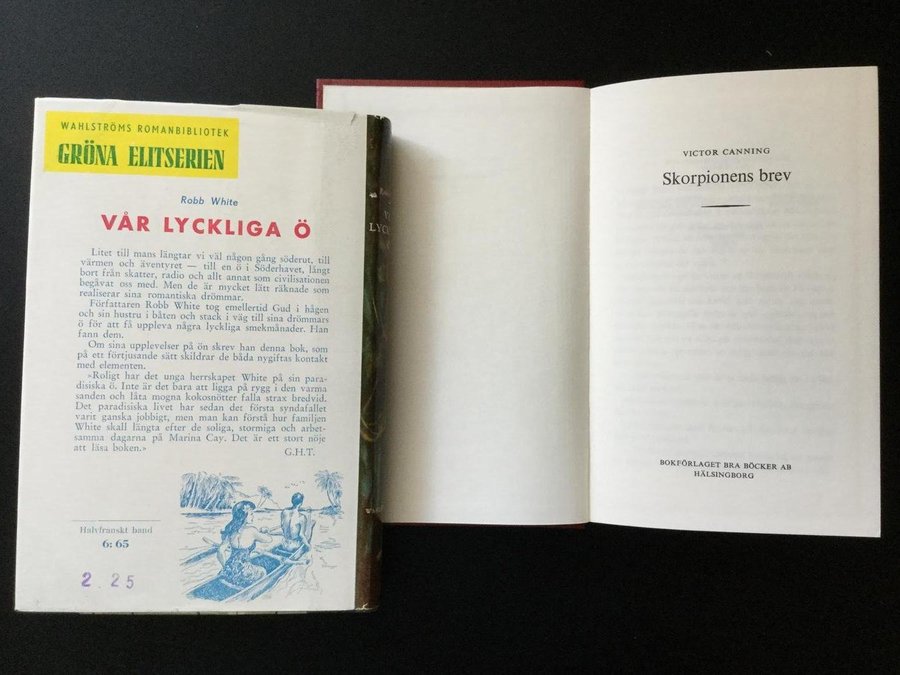 WAHLSTRÖMS ROMANBIBLIOTEK
GRÖNA ELITSERIEN
Robb White
VÅR LYCKLIGA Ö
Litet till mans längtar vi väl någon gång söderut, till
värmen och äventyret — till en ö i Söderhavet, långt
bort från skatter, radio och allt annat som civilisationen
begåvat oss med. Men de är mycket lätt räknade som
realiserar sina romantiska drömmar.
Författaren Robb White tog emellertid Gud i hågen
och sin hustru i båten och stack i väg till sina drömmars
ö för att få uppleva några lyckliga smekmånader. Han
fann dem.
Om sina upplevelser på ön skrev han denna bok, som
på ett förtjusande sätt skildrar de båda nygiftas kontakt
med elementen.
»Roligt har det unga herrskapet White på sin para-
disiska ö. Inte är det bara att ligga på rygg i den varma
sanden och låta mogna kokosnötter falla strax bredvid.
Det paradisiska livet har sedan det första syndafallet
varit ganska jobbigt, men man kan förstå hur familjen
White skall längta efter de soliga, stormiga och arbet-
samma dagarna på Marina Cay. Det är ett stort nöje
att läsa boken.»
G.H.T.
Halvfranskt band
6: 65
2 25
VICTOR CANNING
Skorpionens brev
BOKFÖRLAGET BRA BÖCKER AB
HÄLSINGBORG